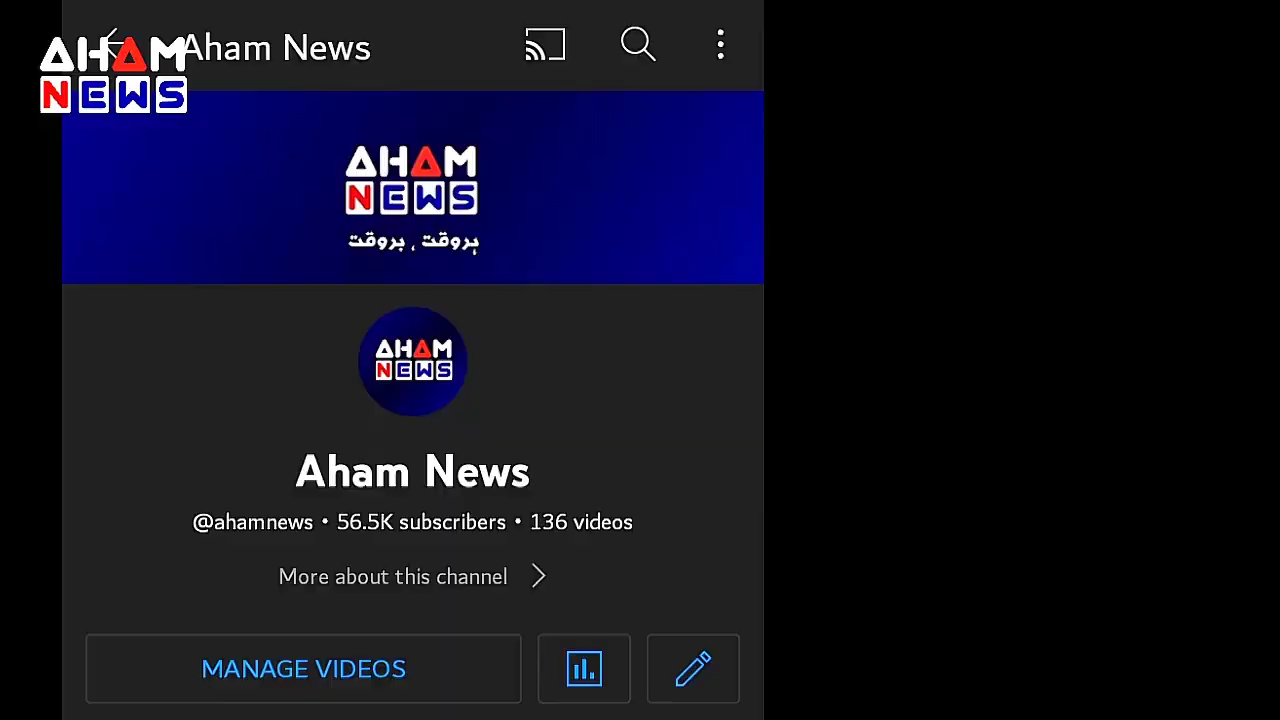 AHAM
NEWS
Aham News
AHAM
NEWS
ہروقت ، بروقت
AHAM
NEWS
Aham News
@ahamnews • 56.5K subscribers • 136 videos
More about this channel
MANAGE VIDEOS